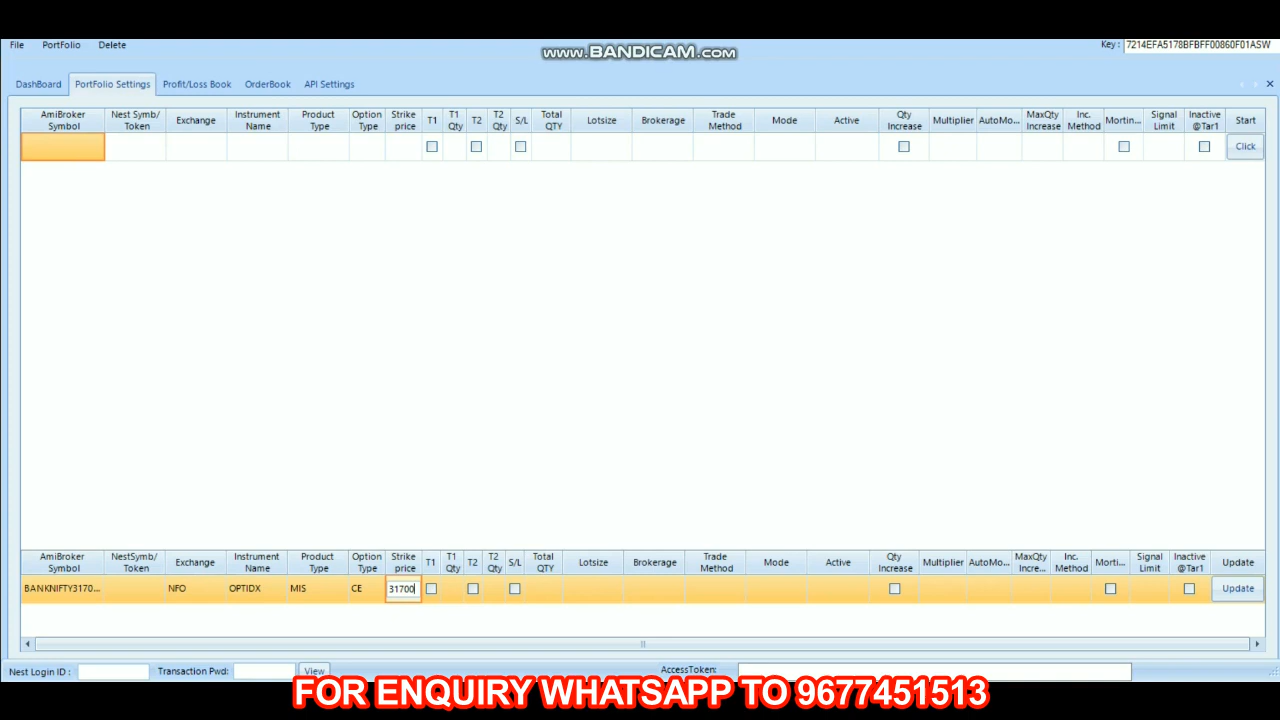 www.BANDICAM.com
File PortFolio Delete
Key : 7214EFA5178BFBFF00860F01ASW
DashBoard PortFolio Settings Profit/Loss Book OrderBook API Settings
AmiBroker Symbol Nest Symb/ Token Exchange Instrument Name Product Type Option Type Strike price T1 T1 Qty T2 T2 Qty S/L Total QTY Lotsize Brokerage Trade Method Mode Active Qty Increase Multiplier AutoMo... MaxQty Increase Inc. Method Mortin... Signal Limit Inactive @Tar1 Start
Click
AmiBroker Symbol NestSymb/ Token Exchange Instrument Name Product Type Option Type Strike price T1 T1 Qty T2 T2 Qty S/L Total QTY Lotsize Brokerage Trade Method Mode Active Qty Increase Multiplier AutoMo... MaxQty Incre... Inc. Method Morti... Signal Limit Inactive @Tar1 Update
BANKNIFTY3170... NFO OPTIDX MIS CE 31700 Update
Nest Login ID : Transaction Pwd: View AccessToken:
FOR ENQUIRY WHATSAPP TO 9677451513